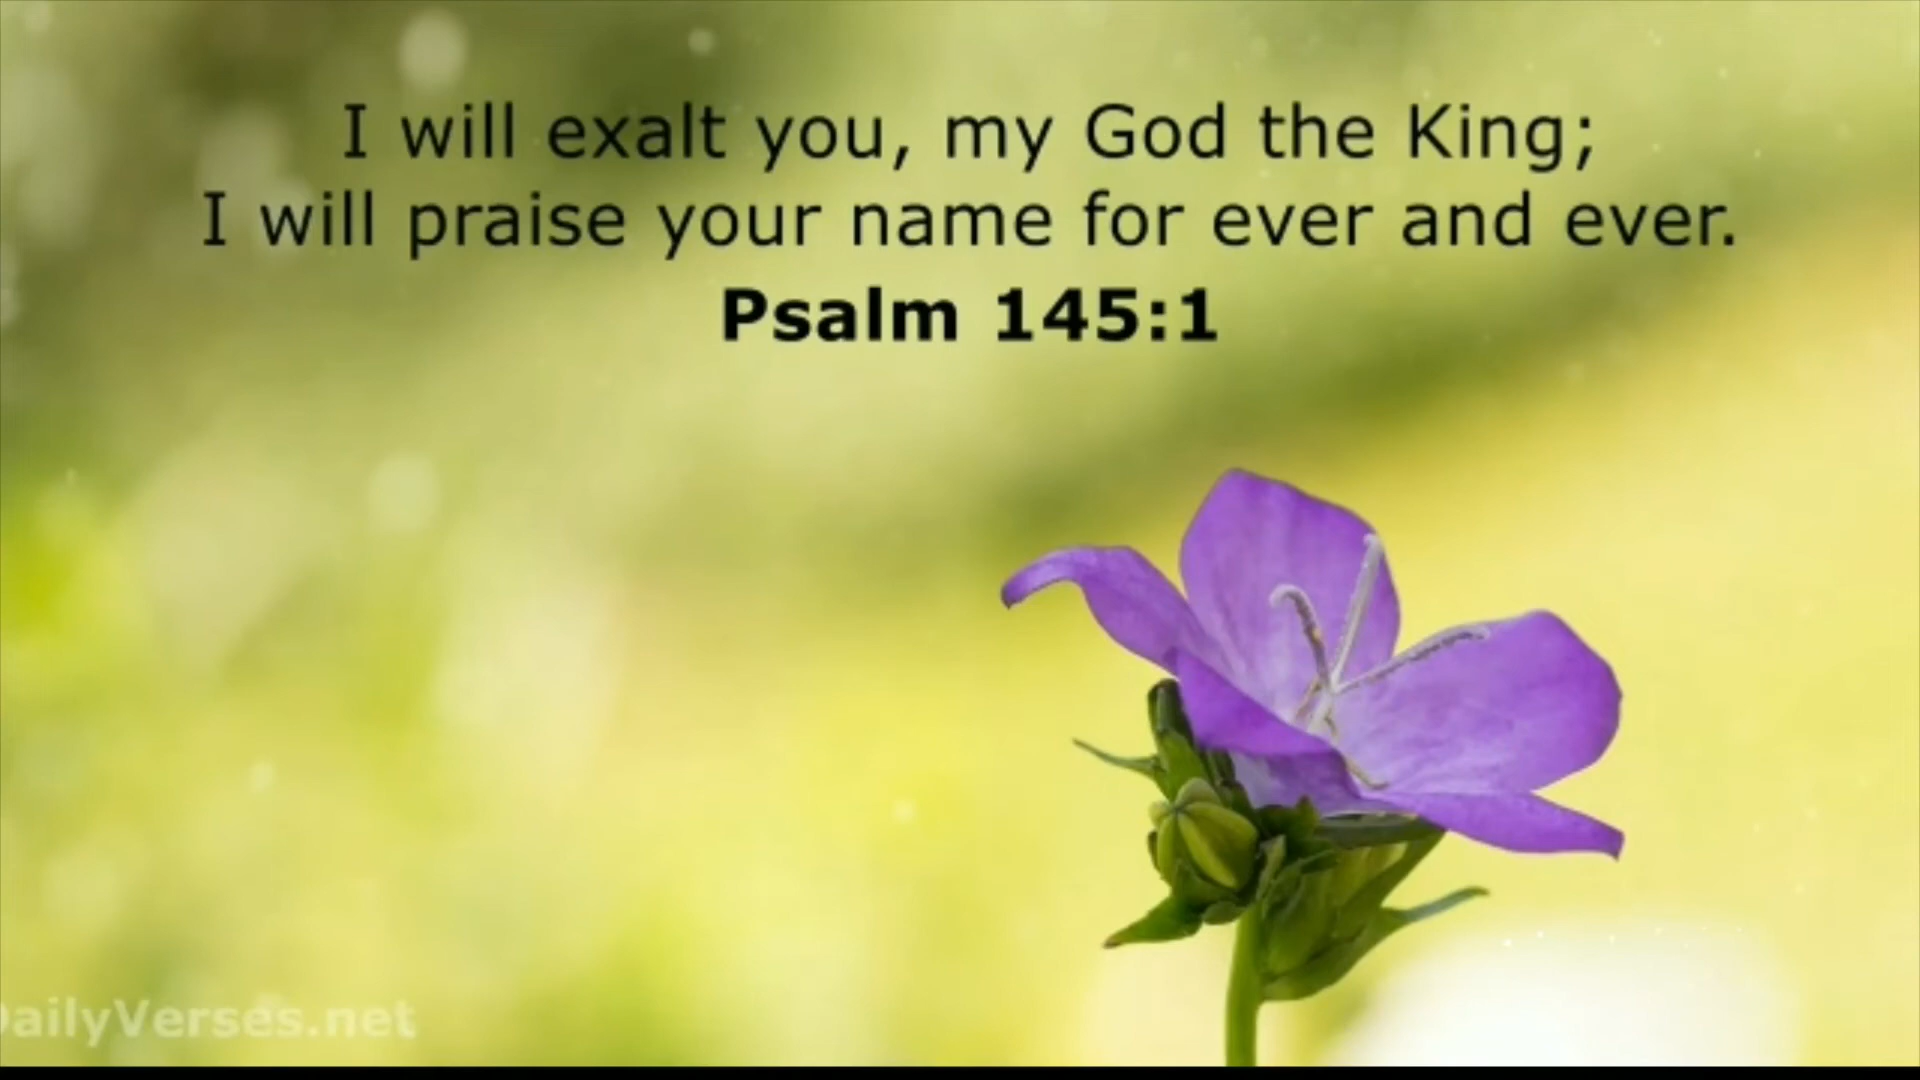 I will exalt you, my God the King;
I will praise your name for ever and ever.
Psalm 145:1
DailyVerses.net